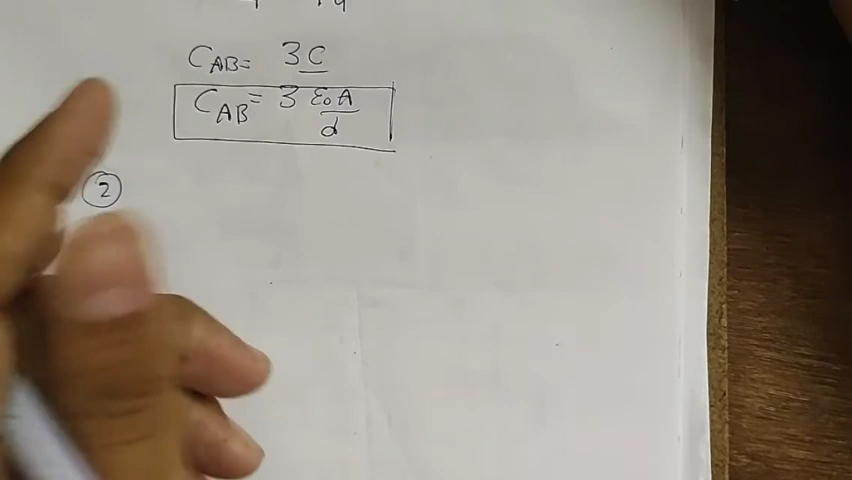 C_AB = 3C
C_AB = 3 ε₀A/d
②